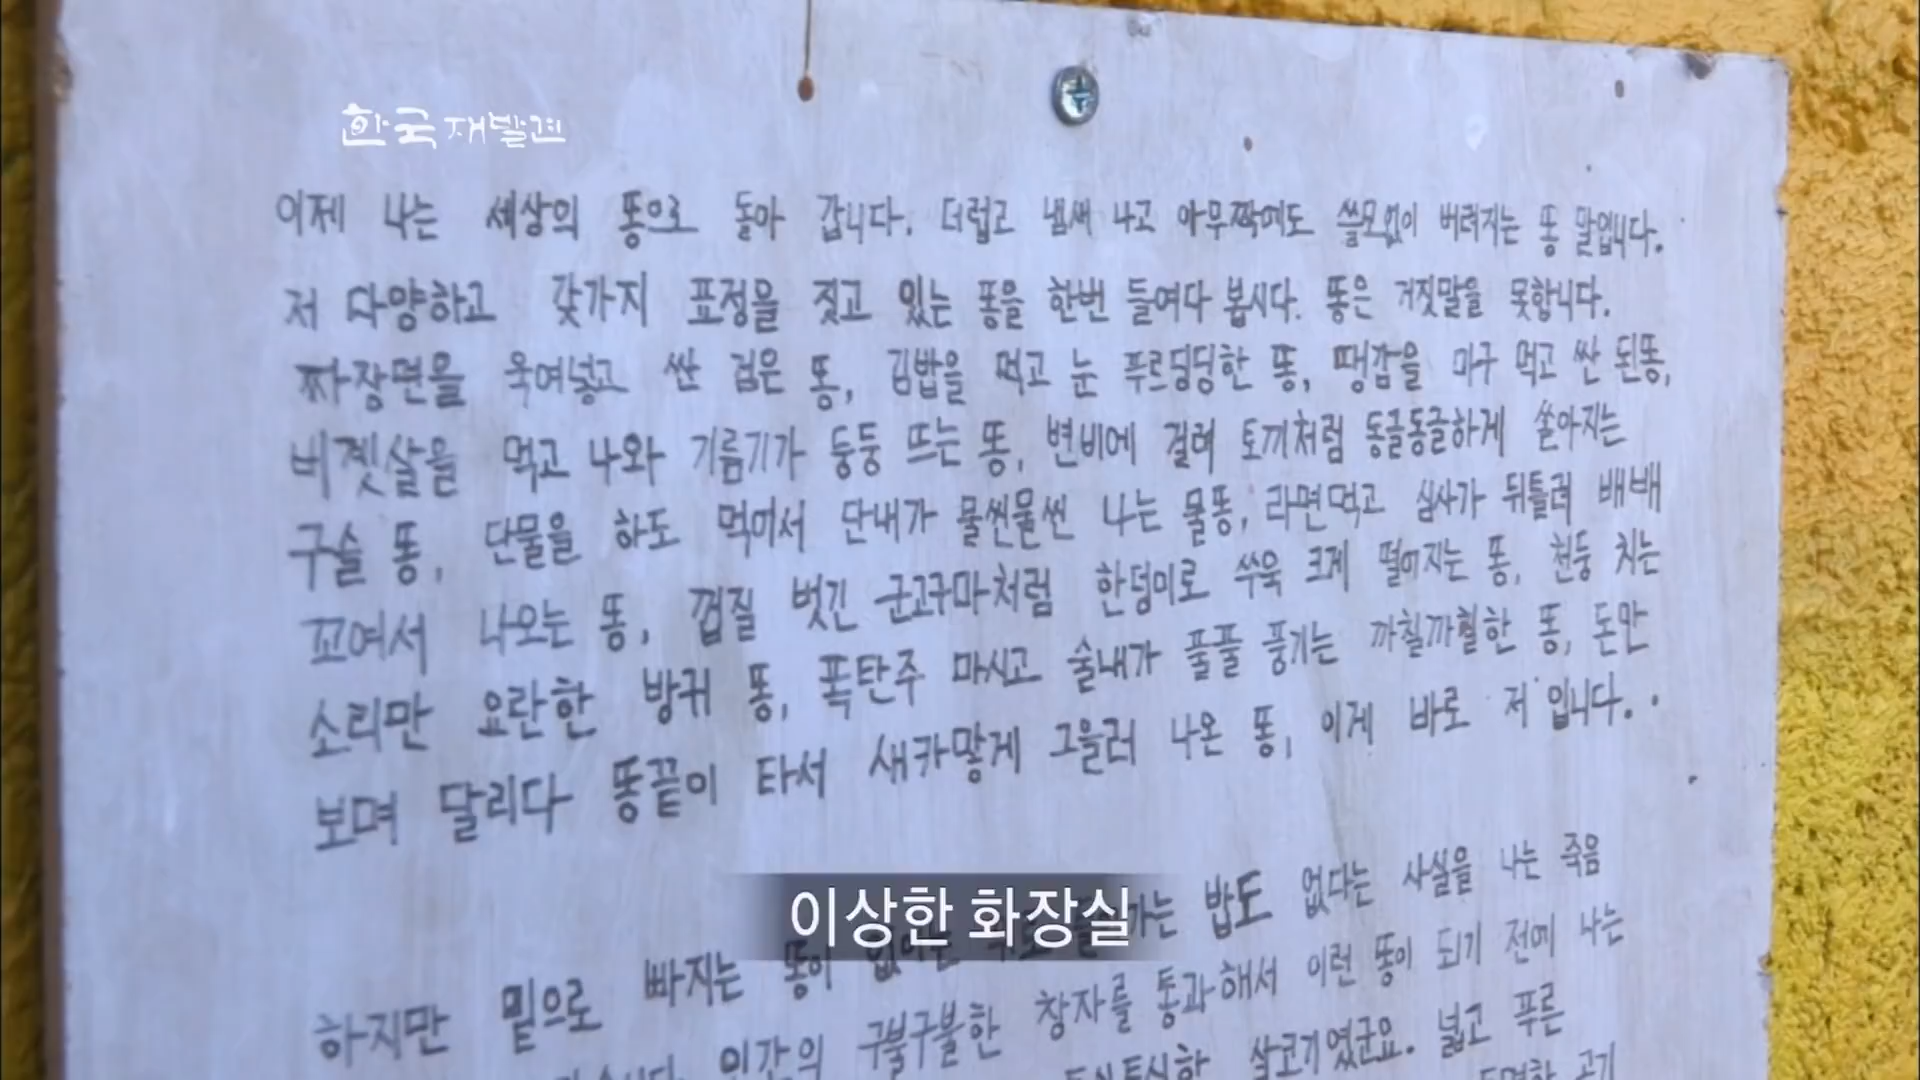 한국재발견
이제 나는 세상의 똥으로 돌아 갑니다. 더럽고 냄새 나고 아무짝에도 쓸모없이 버려지는 똥 말입니다.
저 다양하고 갖가지 표정을 짓고 있는 똥을 한번 들여다 봅시다. 똥은 거짓말을 못합니다.
짜장면을 욱여넣고 싼 검은 똥, 김밥을 먹고 눈 푸르딩딩한 똥, 땡감을 마구 먹고 싼 된똥,
비곗살을 먹고 나와 기름기가 둥둥 뜨는 똥, 변비에 걸려 토끼처럼 동글동글하게 쏟아지는
구슬 똥, 단물을 하도 먹어서 단내가 물씬물씬 나는 물똥, 라면먹고 심사가 뒤틀려 배배
꼬여서 나오는 똥, 껍질 벗긴 군고구마처럼 한덩이로 쑤욱 크게 떨어지는 똥, 천둥 치는
소리만 요란한 방귀 똥, 폭탄주 마시고 술내가 풀풀 풍기는 까칠까칠한 똥, 돈만
보며 달리다 똥끝이 타서 새카맣게 그을려 나온 똥, 이게 바로 저 입니다..
하지만 밑으로 빠지는 똥이 없이는 밥도 없다는 사실을 나는 죽음
이상한 화장실
인간의 구불구불한 창자를 통과해서 이런 똥이 되기 전에 나는
살코기였군요. 넓고 푸른